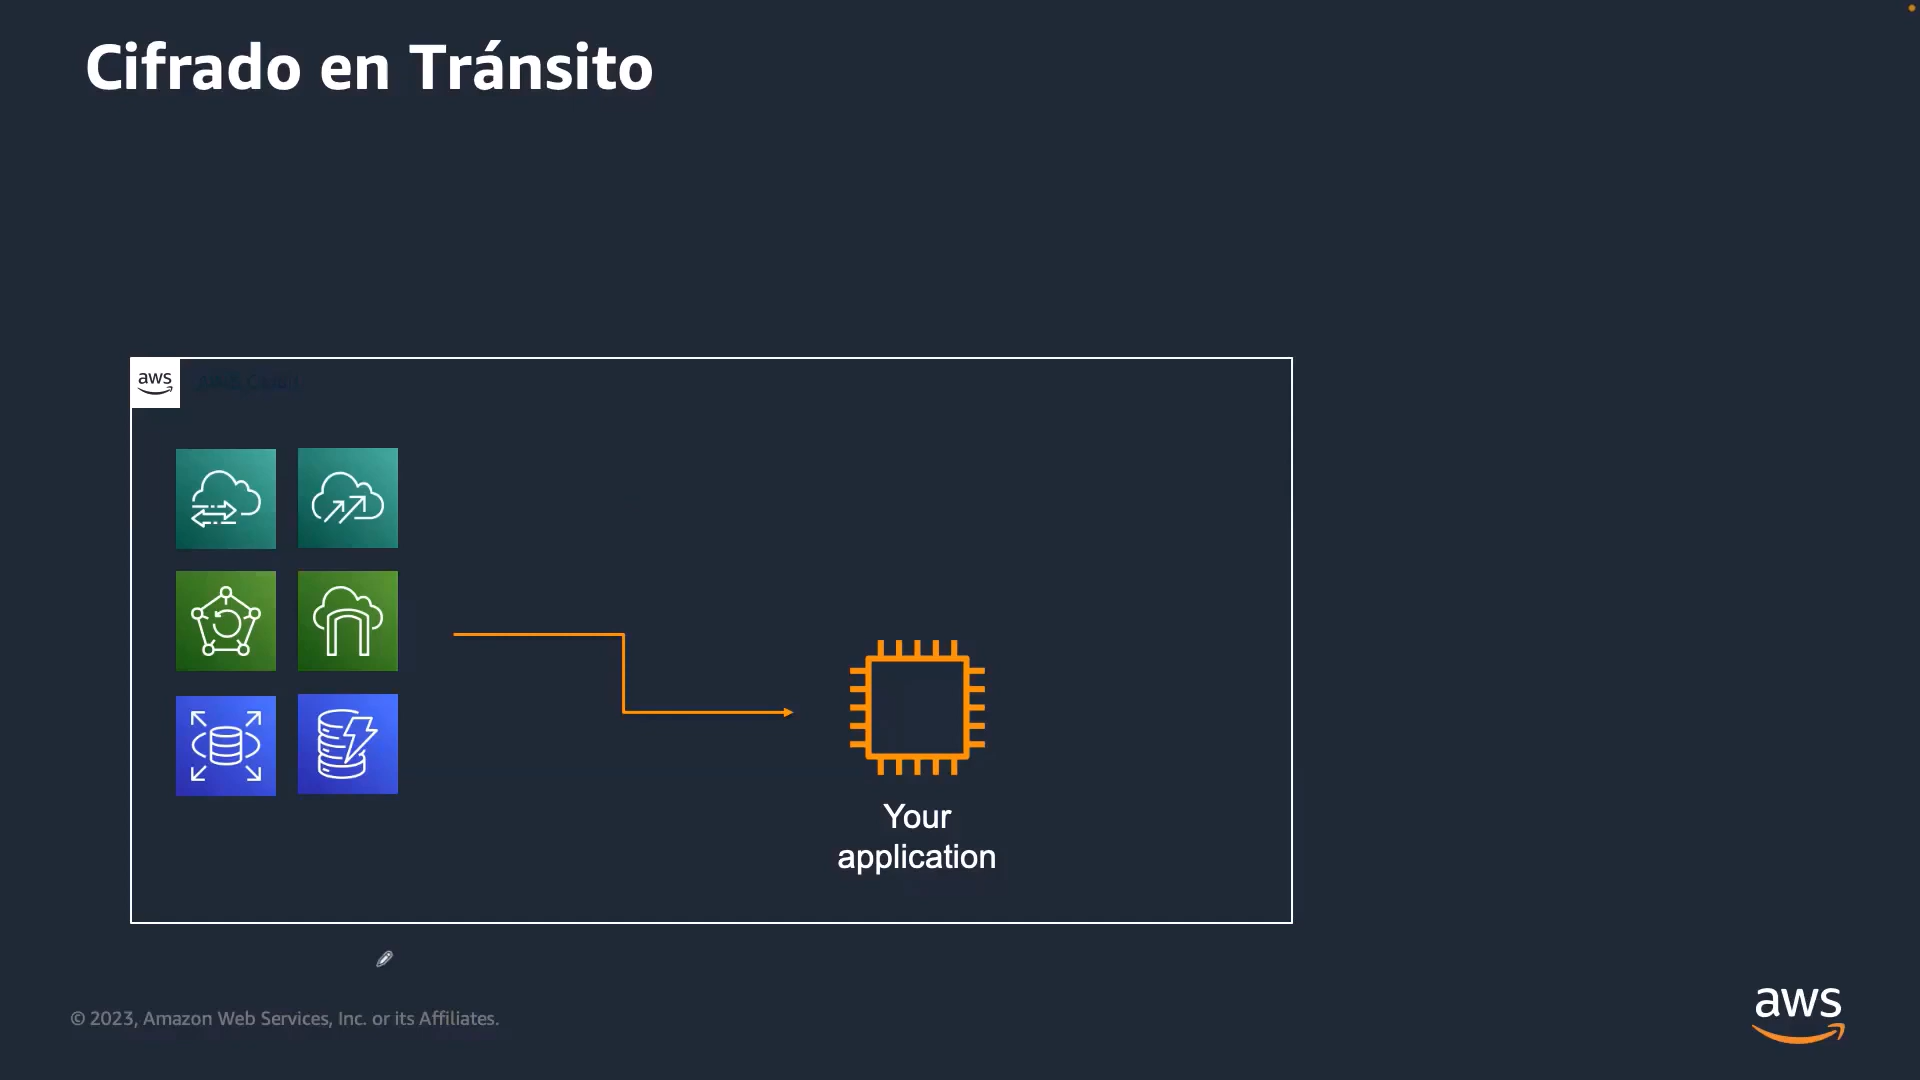 Cifrado en Tránsito
aws
Your
application
© 2023, Amazon Web Services, Inc. or its Affiliates.
aws